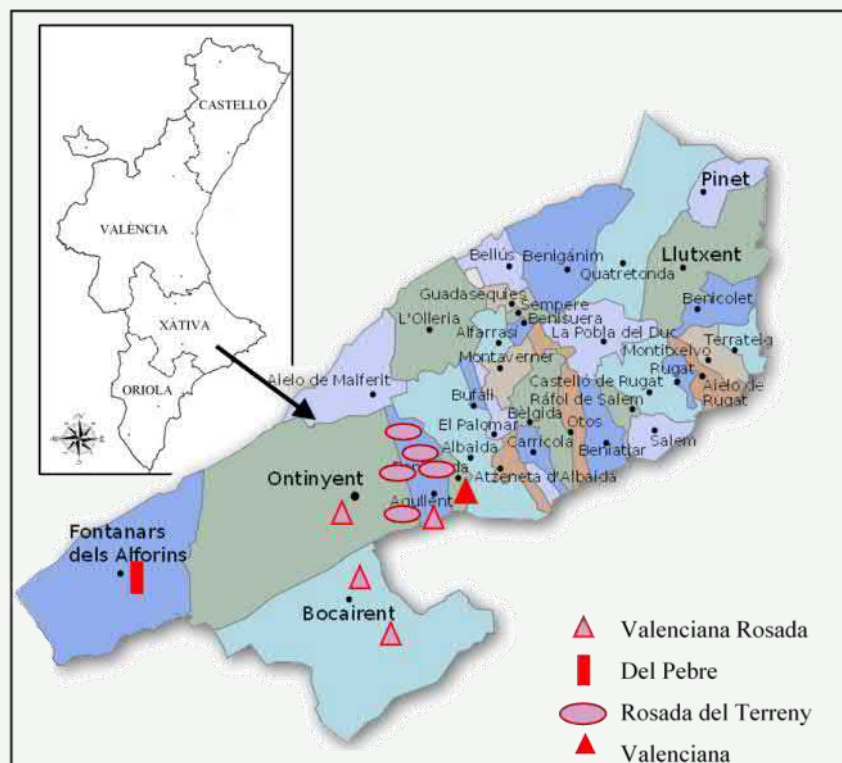 CASTELLÓ
VALÈNCIA
XÀTIVA
ORIOLA
Pinet
Bellús
Benigánim
Quatretonda
Llutxent
Guadasequies
Sempere
Benisuera
Benicolet
L'Olleria
Alfarrasí
La Pobla del Duc
Terrateig
Montaverner
Montitxelvo
Rugat
Aielo de Malferit
Castelló de Rugat
Aielo de
Rugat
Bufali
Ráfol de Salem
Bèlgida
Otos
El Palomar
Salem
Albaida
Carrícola
Beniatjar
Atzeneta d'Albaida
Ontinyent
Agullent
Fontanars
dels Alforins
Bocairent
Valenciana Rosada
Del Pebre
Rosada del Terreny
Valenciana